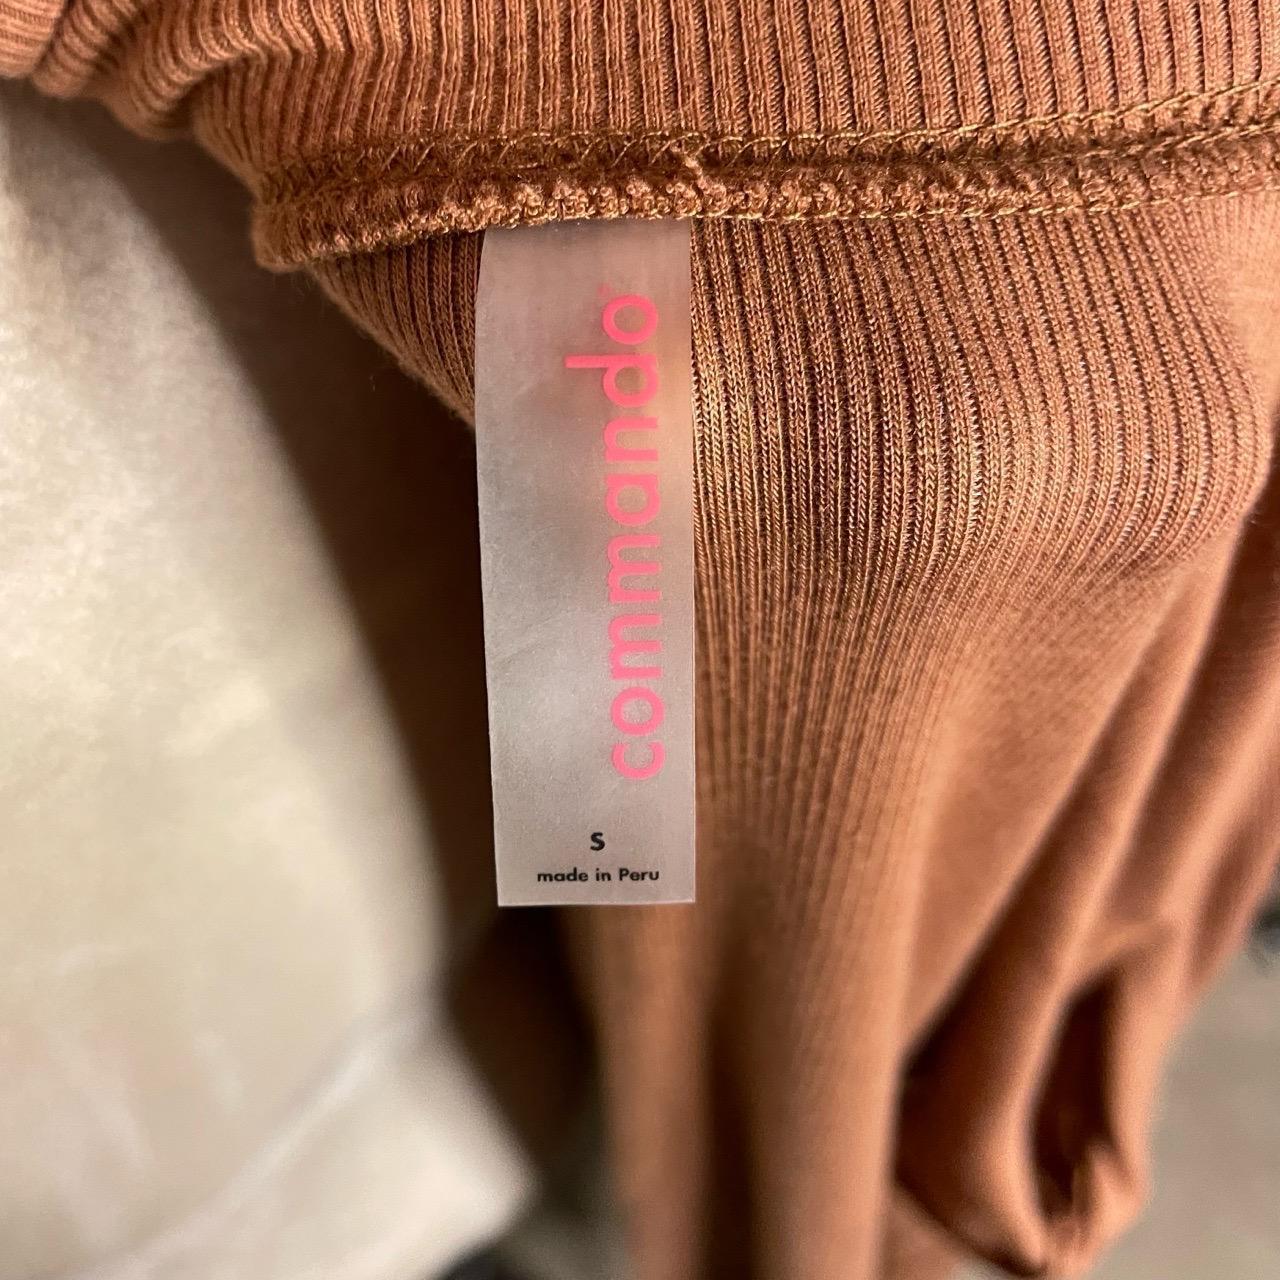 commando
S
made in Peru